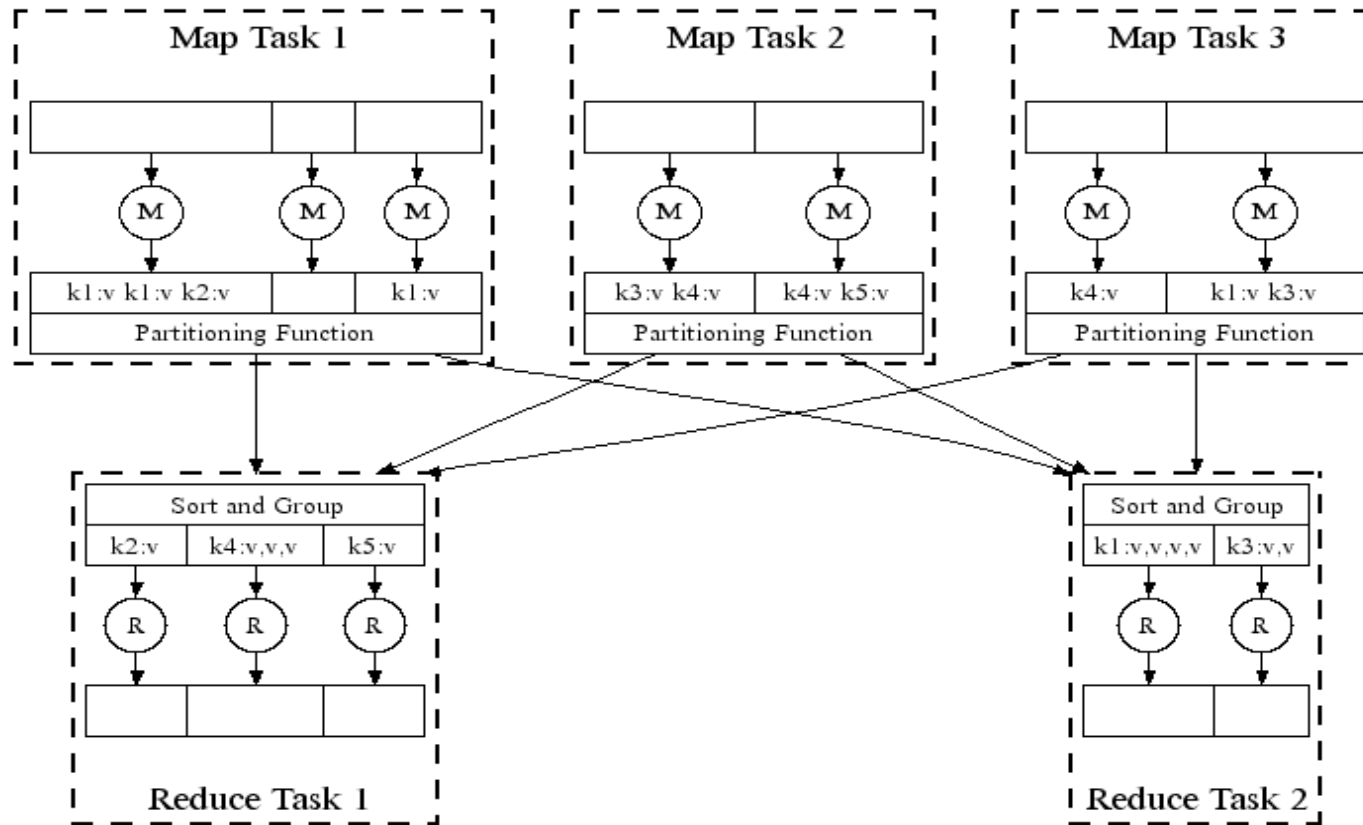 Map Task 1 Map Task 2 Map Task 3
M M M M M M M
k1:v k1:v k2:v k1:v k3:v k4:v k4:v k5:v k4:v k1:v k3:v
Partitioning Function Partitioning Function Partitioning Function
Sort and Group Sort and Group
k2:v k4:v,v,v k5:v k1:v,v,v,v k3:v,v
R R R R R
Reduce Task 1 Reduce Task 2